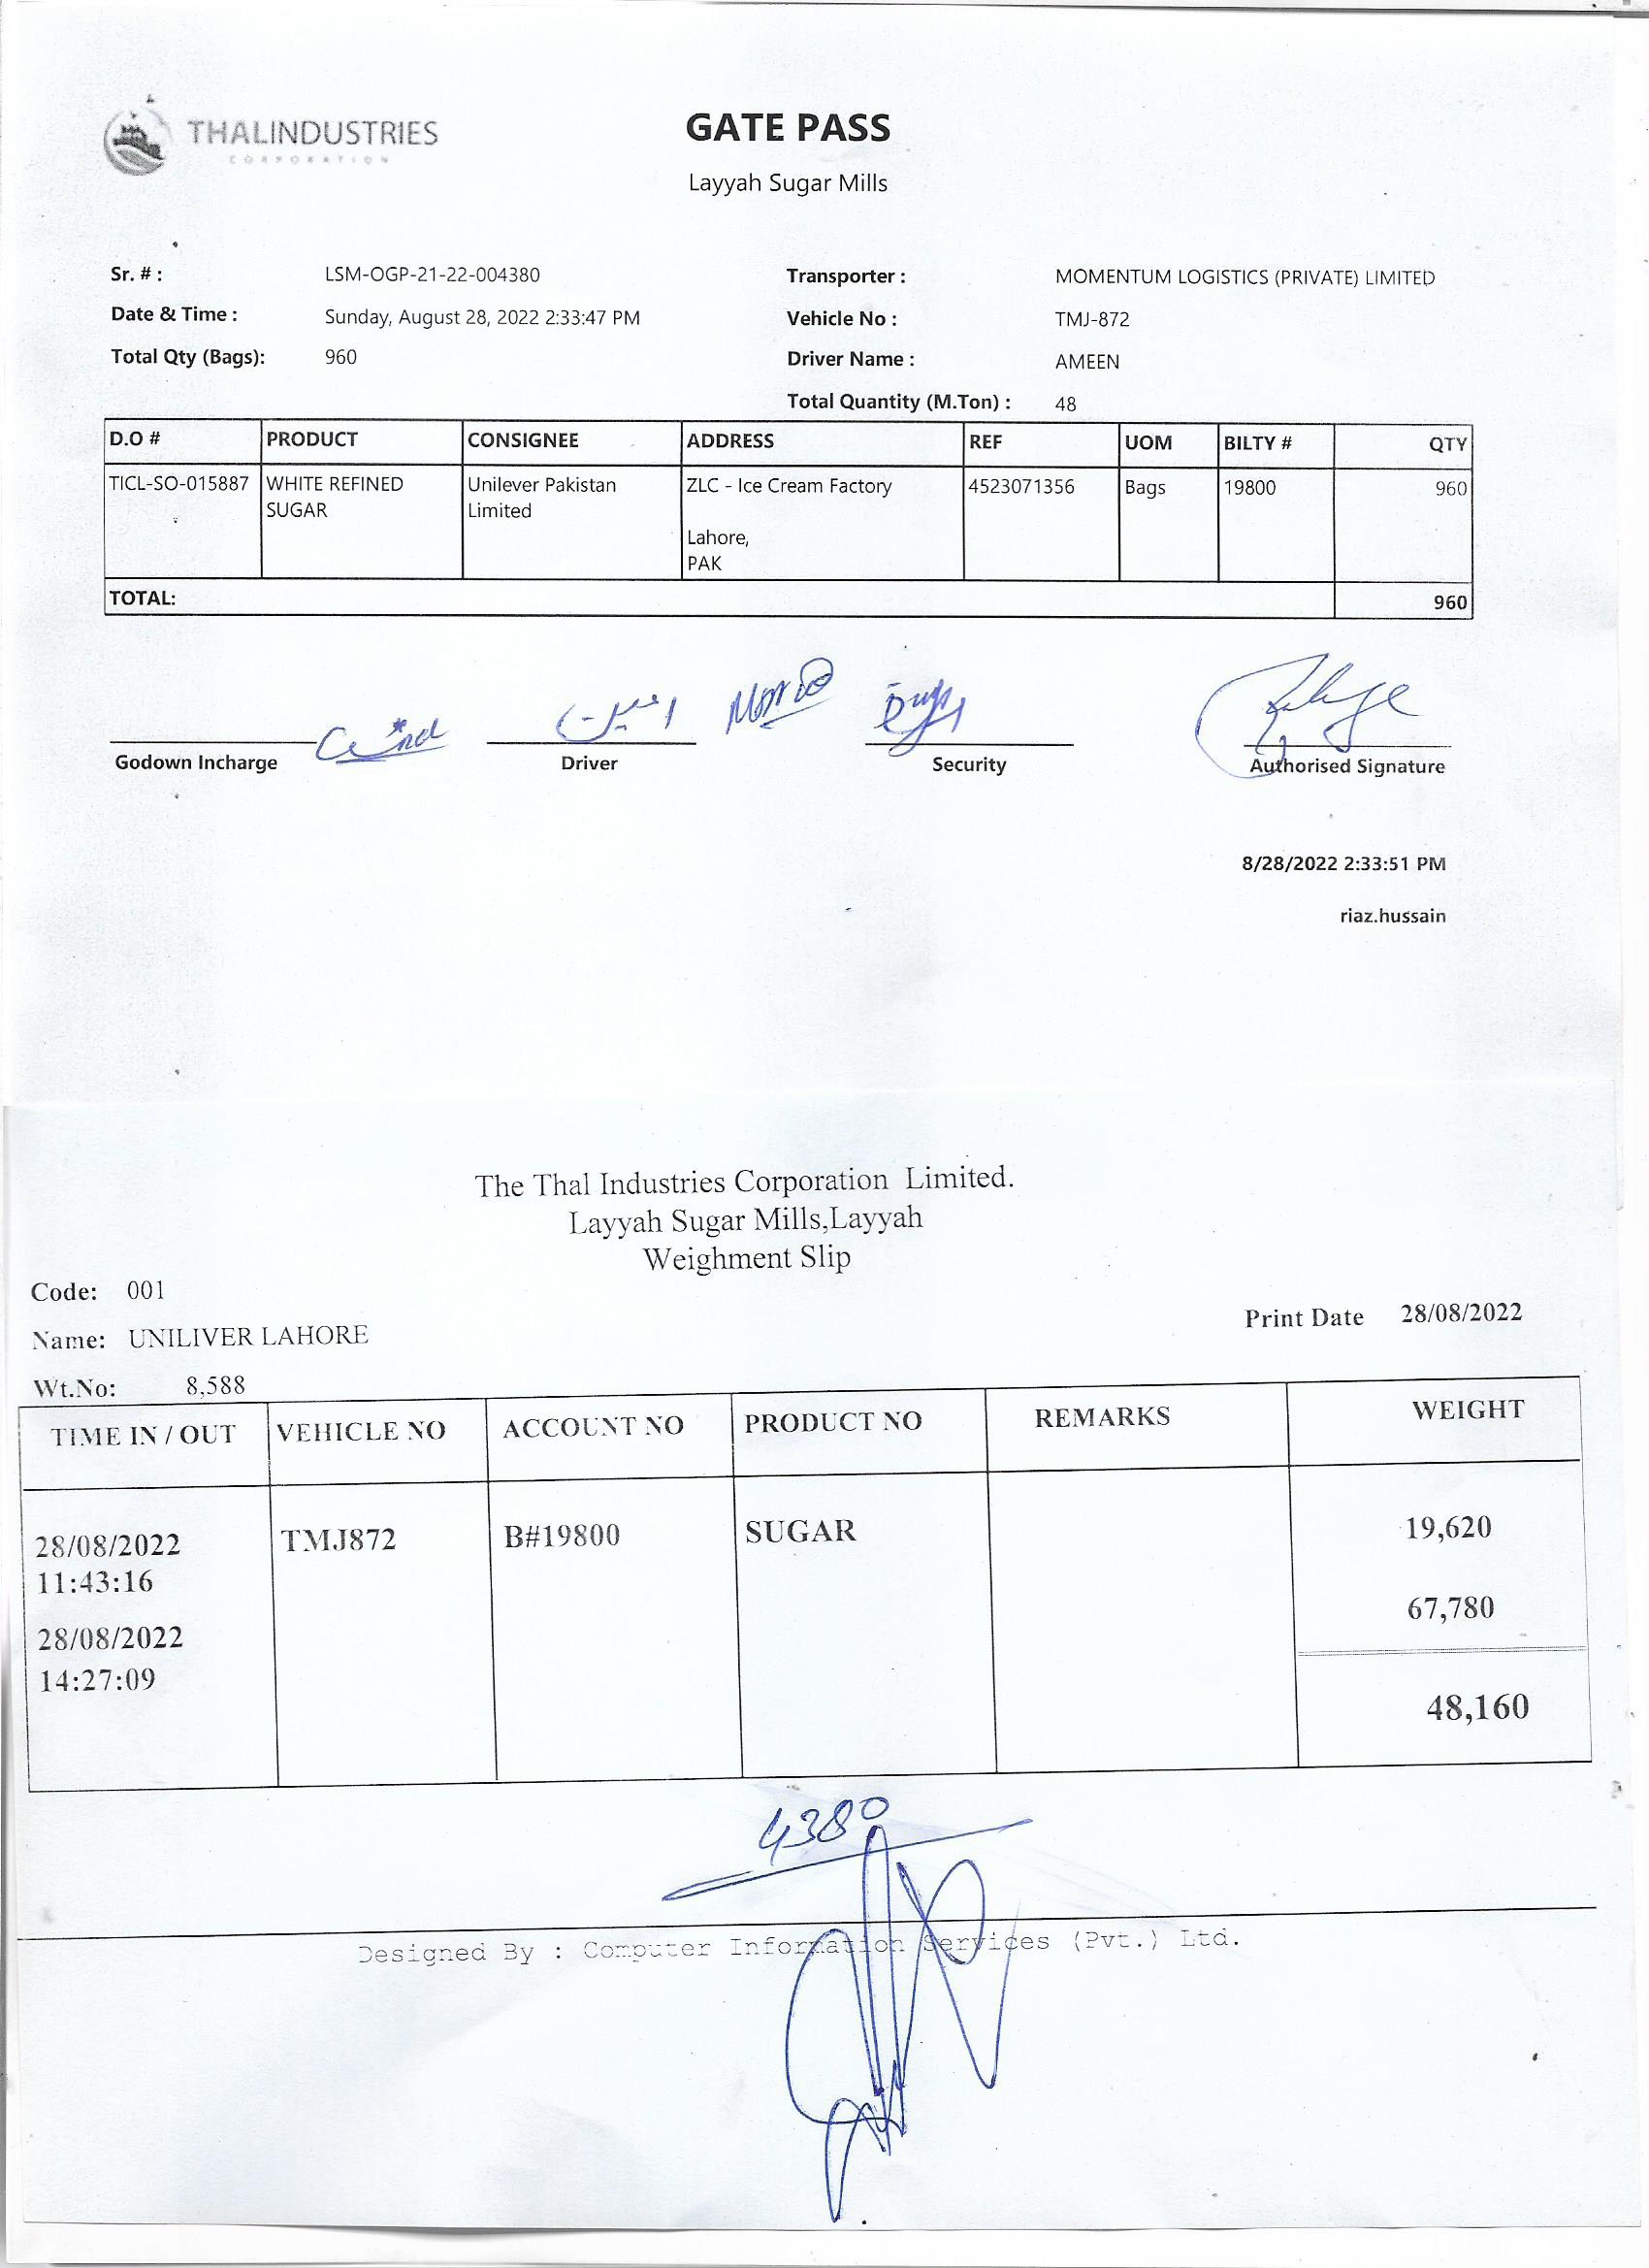 THALINDUSTRIES
CORPORATION
GATE PASS
Layyah Sugar Mills
Sr. # : LSM-OGP-21-22-004380 Transporter : MOMENTUM LOGISTICS (PRIVATE) LIMITED
Date & Time : Sunday, August 28, 2022 2:33:47 PM Vehicle No : TMJ-872
Total Qty (Bags): 960 Driver Name : AMEEN
Total Quantity (M.Ton) : 48
D.O # PRODUCT CONSIGNEE ADDRESS REF UOM BILTY # QTY
TICL-SO-015887 WHITE REFINED Unilever Pakistan ZLC - Ice Cream Factory 4523071356 Bags 19800 960
SUGAR Limited
Lahore,
PAK
TOTAL: 960
امین
Godown Incharge Driver Security Authorised Signature
8/28/2022 2:33:51 PM
riaz.hussain
The Thal Industries Corporation Limited.
Layyah Sugar Mills,Layyah
Weighment Slip
Code: 001
Name: UNILIVER LAHORE Print Date 28/08/2022
Wt.No: 8,588
TIME IN / OUT VEHICLE NO ACCOUNT NO PRODUCT NO REMARKS WEIGHT
28/08/2022 TMJ872 B#19800 SUGAR 19,620
11:43:16
67,780
28/08/2022
14:27:09
48,160
4380
Designed By : Computer Information Services (Pvt.) Ltd.